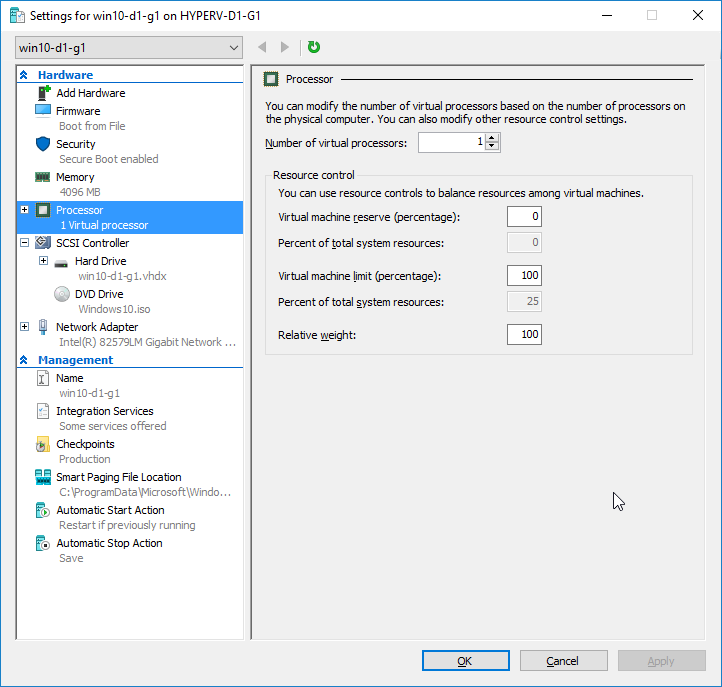 Settings for win10-d1-g1 on HYPERV-D1-G1
win10-d1-g1
Hardware
Add Hardware
Firmware
Boot from File
Security
Secure Boot enabled
Memory
4096 MB
Processor
1 Virtual processor
SCSI Controller
Hard Drive
win10-d1-g1.vhdx
DVD Drive
Windows10.iso
Network Adapter
Intel(R) 82579LM Gigabit Network ...
Management
Name
win10-d1-g1
Integration Services
Some services offered
Checkpoints
Production
Smart Paging File Location
C:\ProgramData\Microsoft\Windo...
Automatic Start Action
Restart if previously running
Automatic Stop Action
Save
Processor
You can modify the number of virtual processors based on the number of processors on
the physical computer. You can also modify other resource control settings.
Number of virtual processors: 1
Resource control
You can use resource controls to balance resources among virtual machines.
Virtual machine reserve (percentage): 0
Percent of total system resources: 0
Virtual machine limit (percentage): 100
Percent of total system resources: 25
Relative weight: 100
OK Cancel Apply